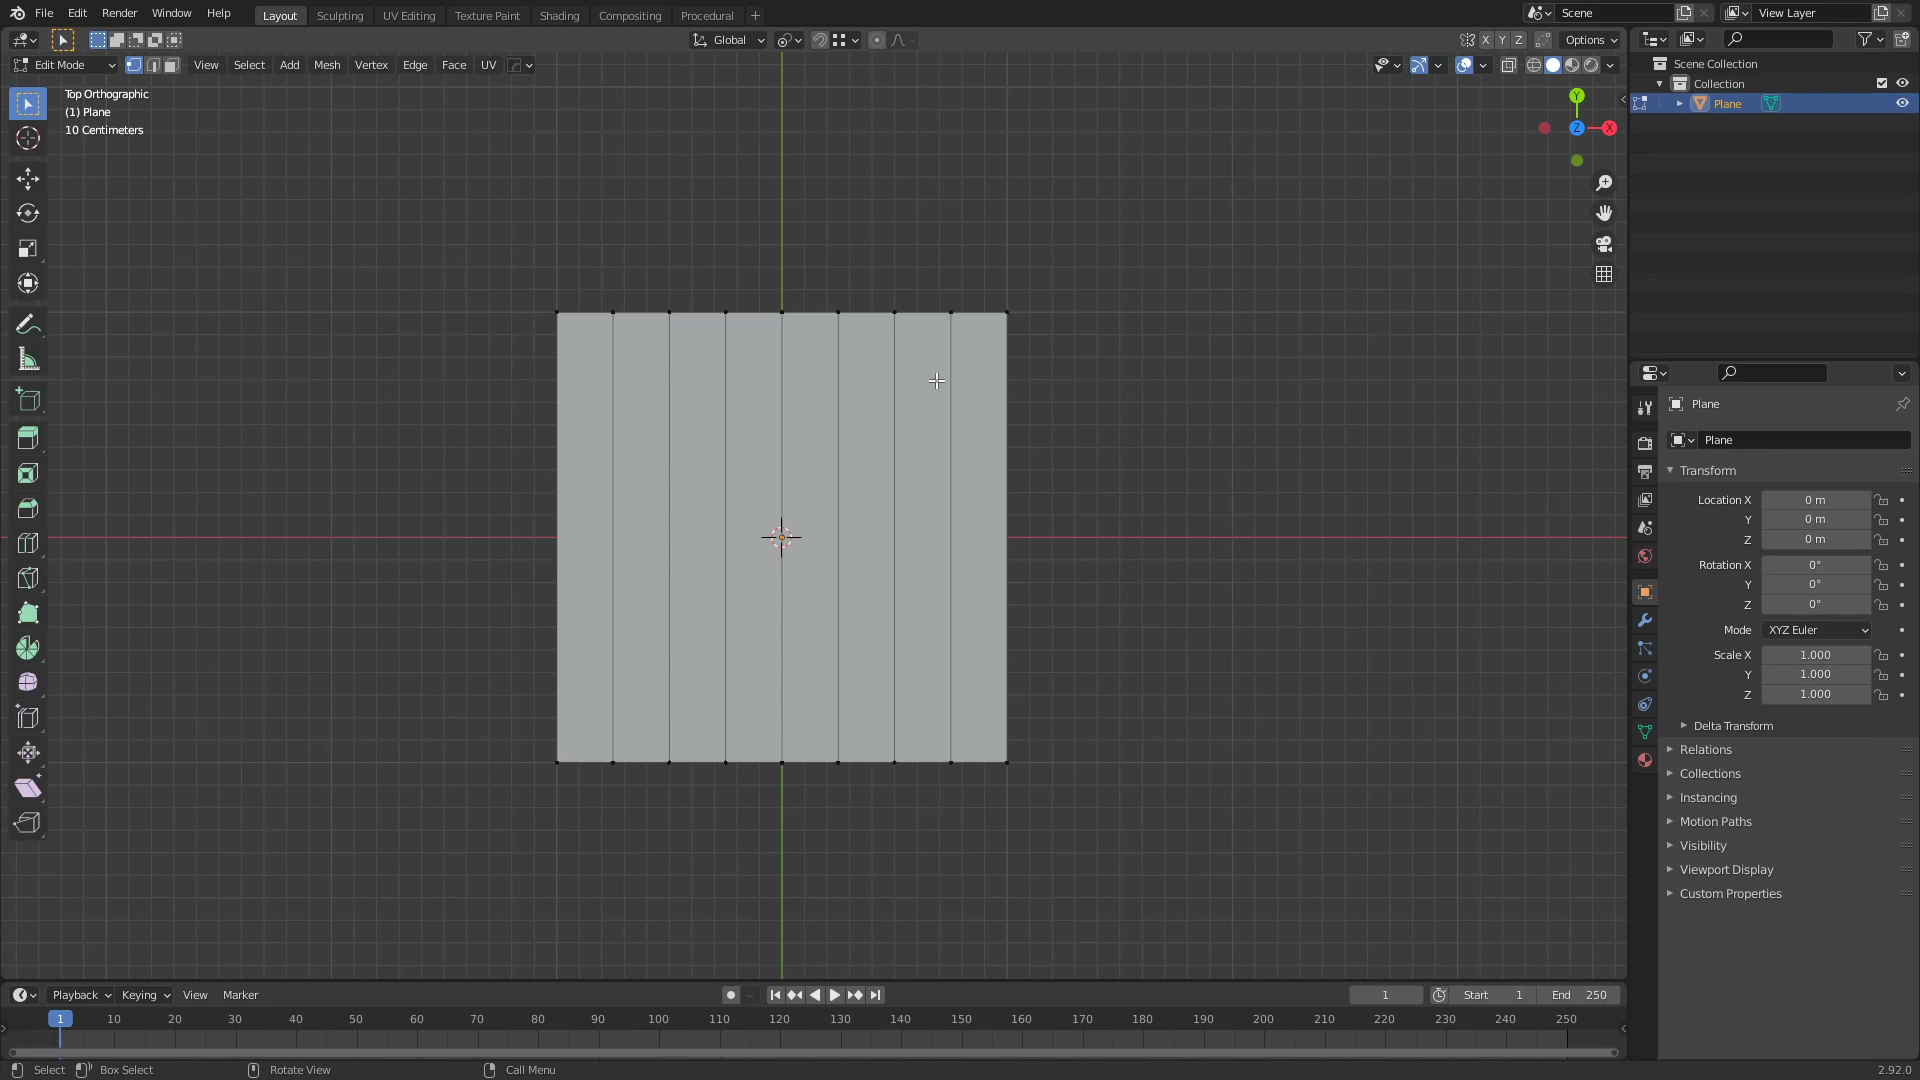 File Edit Render Window Help Layout Sculpting UV Editing Texture Paint Shading Compositing Procedural + Scene View Layer
Global X Y Z Options
Edit Mode View Select Add Mesh Vertex Edge Face UV
Scene Collection
Collection
Plane
Top Orthographic
(1) Plane
10 Centimeters
Y
Z X
Plane
Plane
Transform
Location X 0 m
Y 0 m
Z 0 m
Rotation X 0°
Y 0°
Z 0°
Mode XYZ Euler
Scale X 1.000
Y 1.000
Z 1.000
Delta Transform
Relations
Collections
Instancing
Motion Paths
Visibility
Viewport Display
Custom Properties
Playback Keying View Marker 1 Start 1 End 250
1 10 20 30 40 50 60 70 80 90 100 110 120 130 140 150 160 170 180 190 200 210 220 230 240 250
Select Box Select Rotate View Call Menu 2.92.0